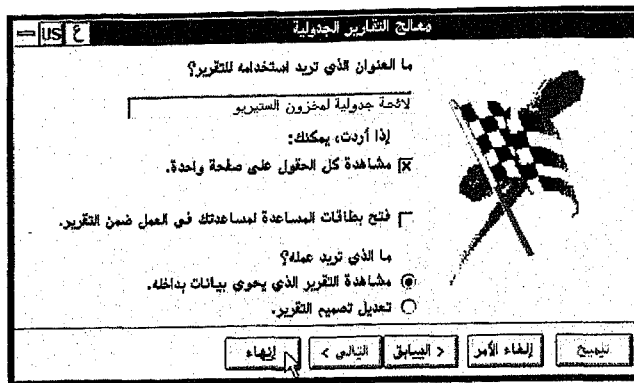 معالج التقارير الجدولية
ع US
ما العنوان الذي تريد استخدامه للتقرير؟
لائحة جدولية لمخزون الستيريو
إذا أردت، يمكنك:
مشاهدة كل الحقول على صفحة واحدة.
فتح بطاقات المساعدة لمساعدتك في العمل ضمن التقرير.
ما الذي تريد عمله؟
مشاهدة التقرير الذي يحوي بيانات بداخله.
تعديل تصميم التقرير.
تلميح إلغاء الأمر < السابق التالي > إنهاء